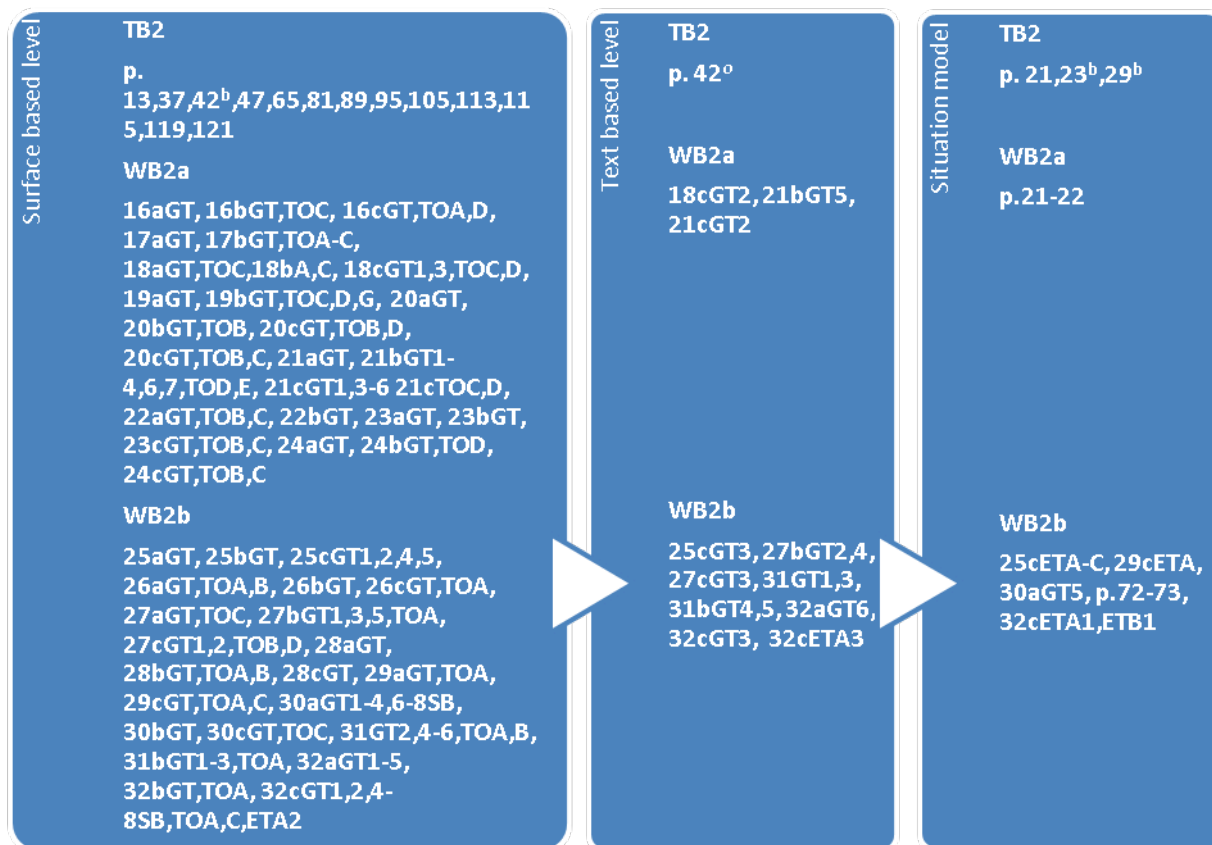 Surface based level
TB2
p.
13,37,42ᵇ,47,65,81,89,95,105,113,11
5,119,121
WB2a
16aGT, 16bGT,TOC, 16cGT,TOA,D,
17aGT, 17bGT,TOA-C,
18aGT,TOC,18bA,C, 18cGT1,3,TOC,D,
19aGT, 19bGT,TOC,D,G, 20aGT,
20bGT,TOB, 20cGT,TOB,D,
20cGT,TOB,C, 21aGT, 21bGT1-
4,6,7,TOD,E, 21cGT1,3-6 21cTOC,D,
22aGT,TOB,C, 22bGT, 23aGT, 23bGT,
23cGT,TOB,C, 24aGT, 24bGT,TOD,
24cGT,TOB,C
WB2b
25aGT, 25bGT, 25cGT1,2,4,5,
26aGT,TOA,B, 26bGT, 26cGT,TOA,
27aGT,TOC, 27bGT1,3,5,TOA,
27cGT1,2,TOB,D, 28aGT,
28bGT,TOA,B, 28cGT, 29aGT,TOA,
29cGT,TOA,C, 30aGT1-4,6-8SB,
30bGT, 30cGT,TOC, 31GT2,4-6,TOA,B,
31bGT1-3,TOA, 32aGT1-5,
32bGT,TOA, 32cGT1,2,4-
8SB,TOA,C,ETA2
Text based level
TB2
p. 42ᵒ
WB2a
18cGT2, 21bGT5,
21cGT2
WB2b
25cGT3, 27bGT2,4,
27cGT3, 31GT1,3,
31bGT4,5, 32aGT6,
32cGT3, 32cETA3
Situation model
TB2
p. 21,23ᵇ,29ᵇ
WB2a
p.21-22
WB2b
25cETA-C, 29cETA,
30aGT5, p.72-73,
32cETA1,ETB1